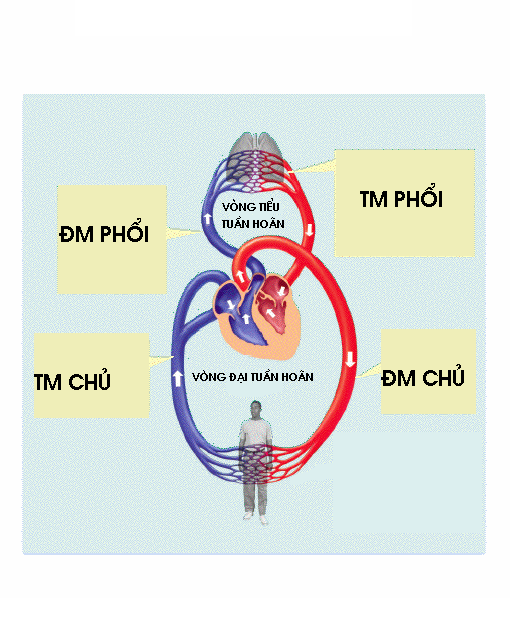 TM PHỔI
VÒNG TIỂU
TUẦN HOÀN
ĐM PHỔI
TM CHỦ
VÒNG ĐẠI TUẦN HOÀN
ĐM CHỦ